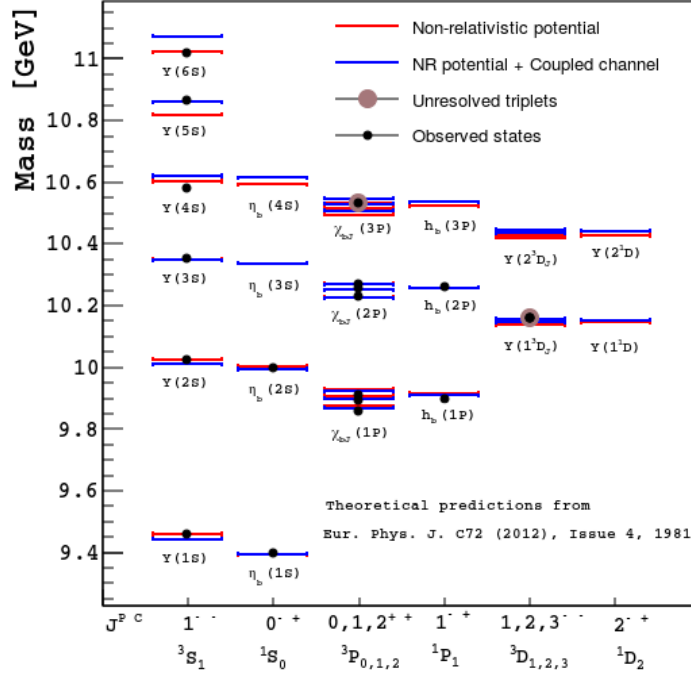 Mass [GeV]
11
10.8
10.6
10.4
10.2
10
9.8
9.6
9.4
Non-relativistic potential
NR potential + Coupled channel
Unresolved triplets
Observed states
Υ(6S)
Υ(5S)
Υ(4S) η_b(4S) χ_bJ(3P) h_b(3P)
Υ(2³D_J) Υ(2¹D)
Υ(3S) η_b(3S) χ_bJ(2P) h_b(2P)
Υ(1³D_J) Υ(1¹D)
Υ(2S) η_b(2S)
χ_bJ(1P) h_b(1P)
Theoretical predictions from
Eur. Phys. J. C72 (2012), Issue 4, 1981
Υ(1S) η_b(1S)
J^PC 1^-- 0^-+ 0,1,2^++ 1^-+ 1,2,3^-- 2^-+
³S₁ ¹S₀ ³P₀,₁,₂ ¹P₁ ³D₁,₂,₃ ¹D₂